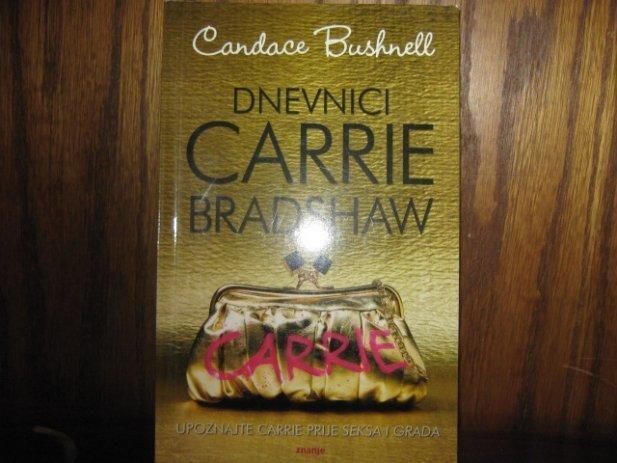 Candace Bushnell
DNEVNICI
CARRIE
BRADSHAW
CARRIE
UPOZNAJTE CARRIE PRIJE SEKSA I GRADA
znanje